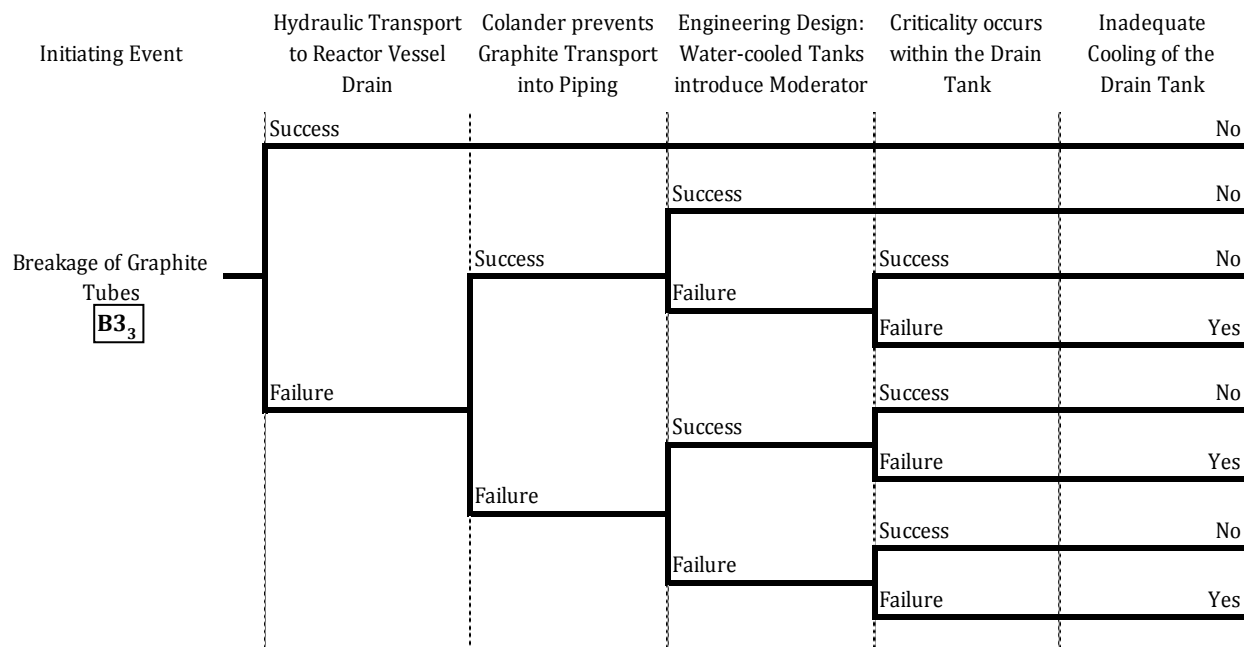 Initiating Event
Hydraulic Transport
to Reactor Vessel
Drain
Colander prevents
Graphite Transport
into Piping
Engineering Design:
Water-cooled Tanks
introduce Moderator
Criticality occurs
within the Drain
Tank
Inadequate
Cooling of the
Drain Tank
Success
No
Success
No
Breakage of Graphite
Tubes
B3₃
Success
Success
No
Failure
Failure
Yes
Failure
Success
No
Success
Failure
Yes
Failure
Success
No
Failure
Failure
Yes